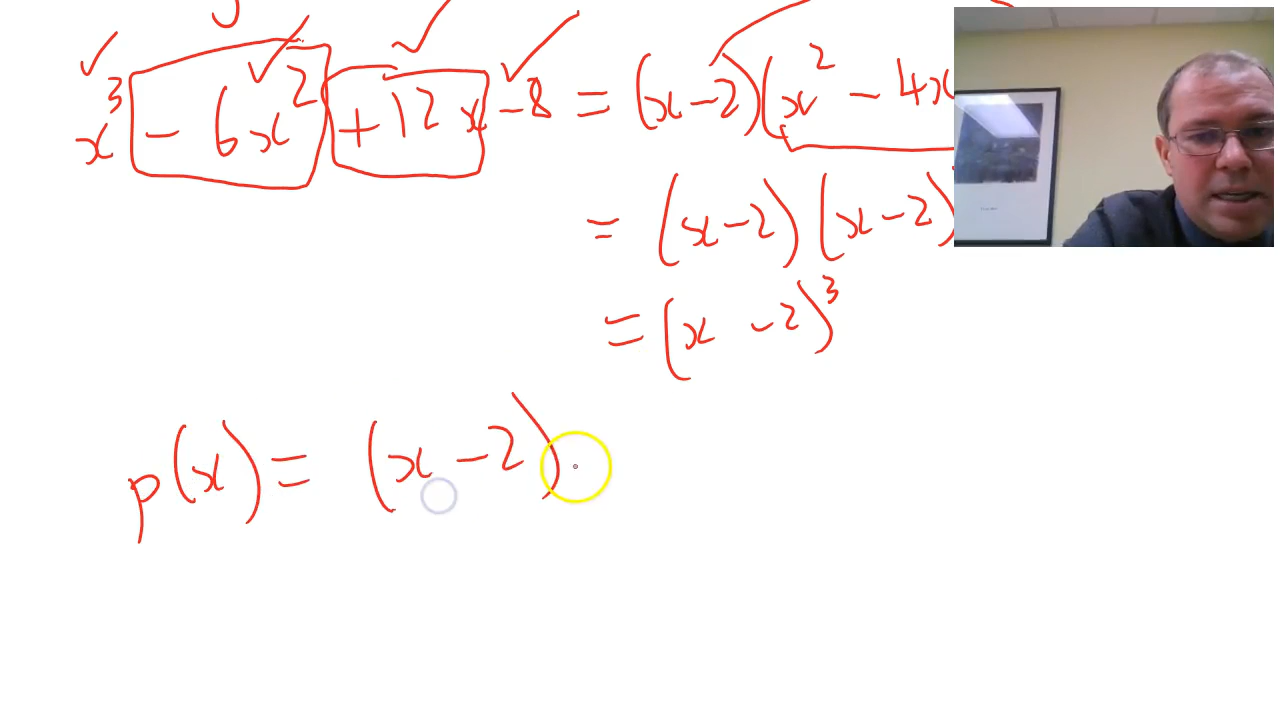 x³ - 6x² + 12x - 8 = (x-2)(x² - 4x
= (x-2)(x-2)
= (x - 2)³
p(x) = (x-2)